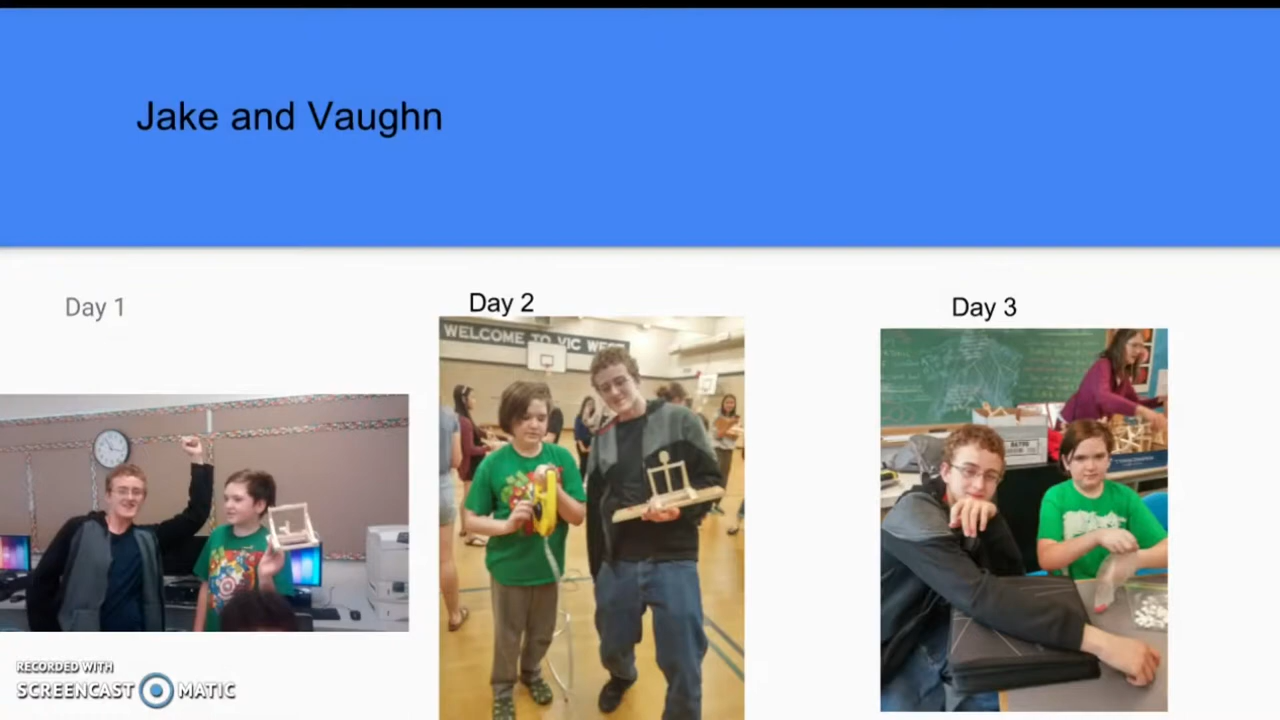 Jake and Vaughn
Day 1
Day 2
Day 3
WELCOME TO VIC WEST
RECORDED WITH
SCREENCAST MATIC